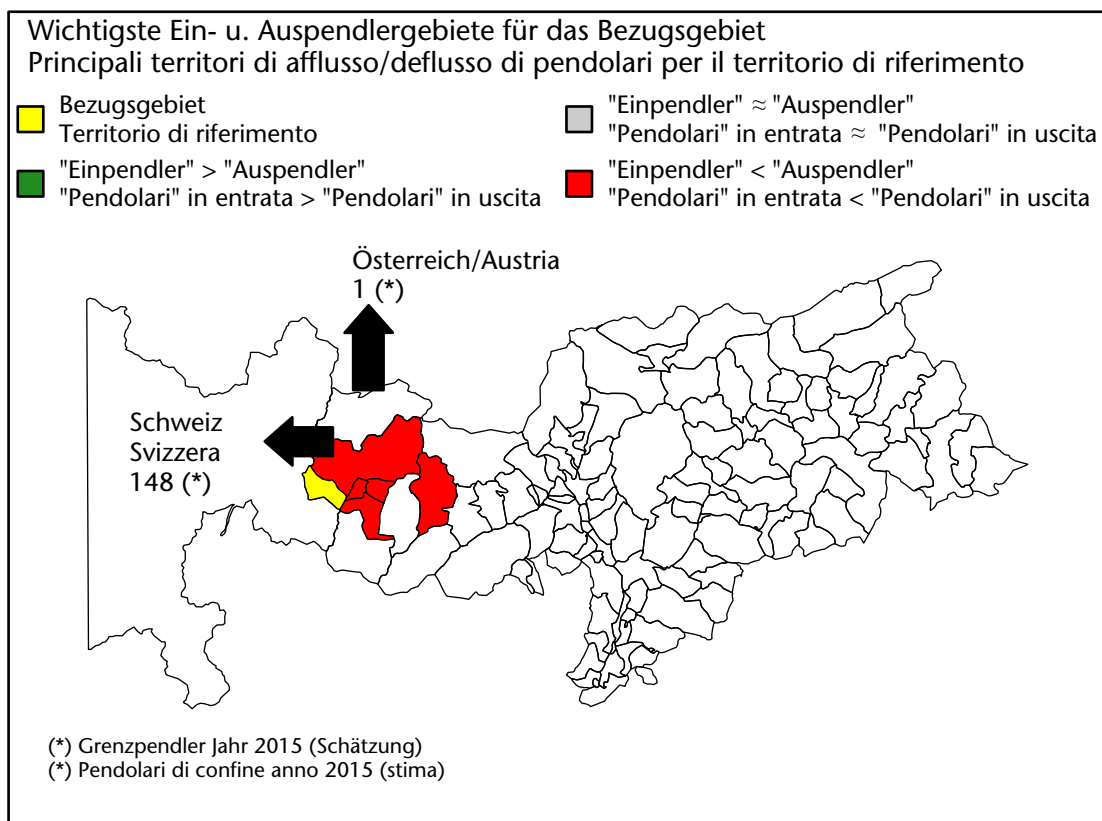 Wichtigste Ein- u. Auspendlergebiete für das Bezugsgebiet
Principali territori di afflusso/deflusso di pendolari per il territorio di riferimento
Bezugsgebiet
Territorio di riferimento
"Einpendler" ≈ "Auspendler"
"Pendolari" in entrata ≈ "Pendolari" in uscita
"Einpendler" > "Auspendler"
"Pendolari" in entrata > "Pendolari" in uscita
"Einpendler" < "Auspendler"
"Pendolari" in entrata < "Pendolari" in uscita
Österreich/Austria
1 (*)
Schweiz
Svizzera
148 (*)
(*) Grenzpendler Jahr 2015 (Schätzung)
(*) Pendolari di confine anno 2015 (stima)